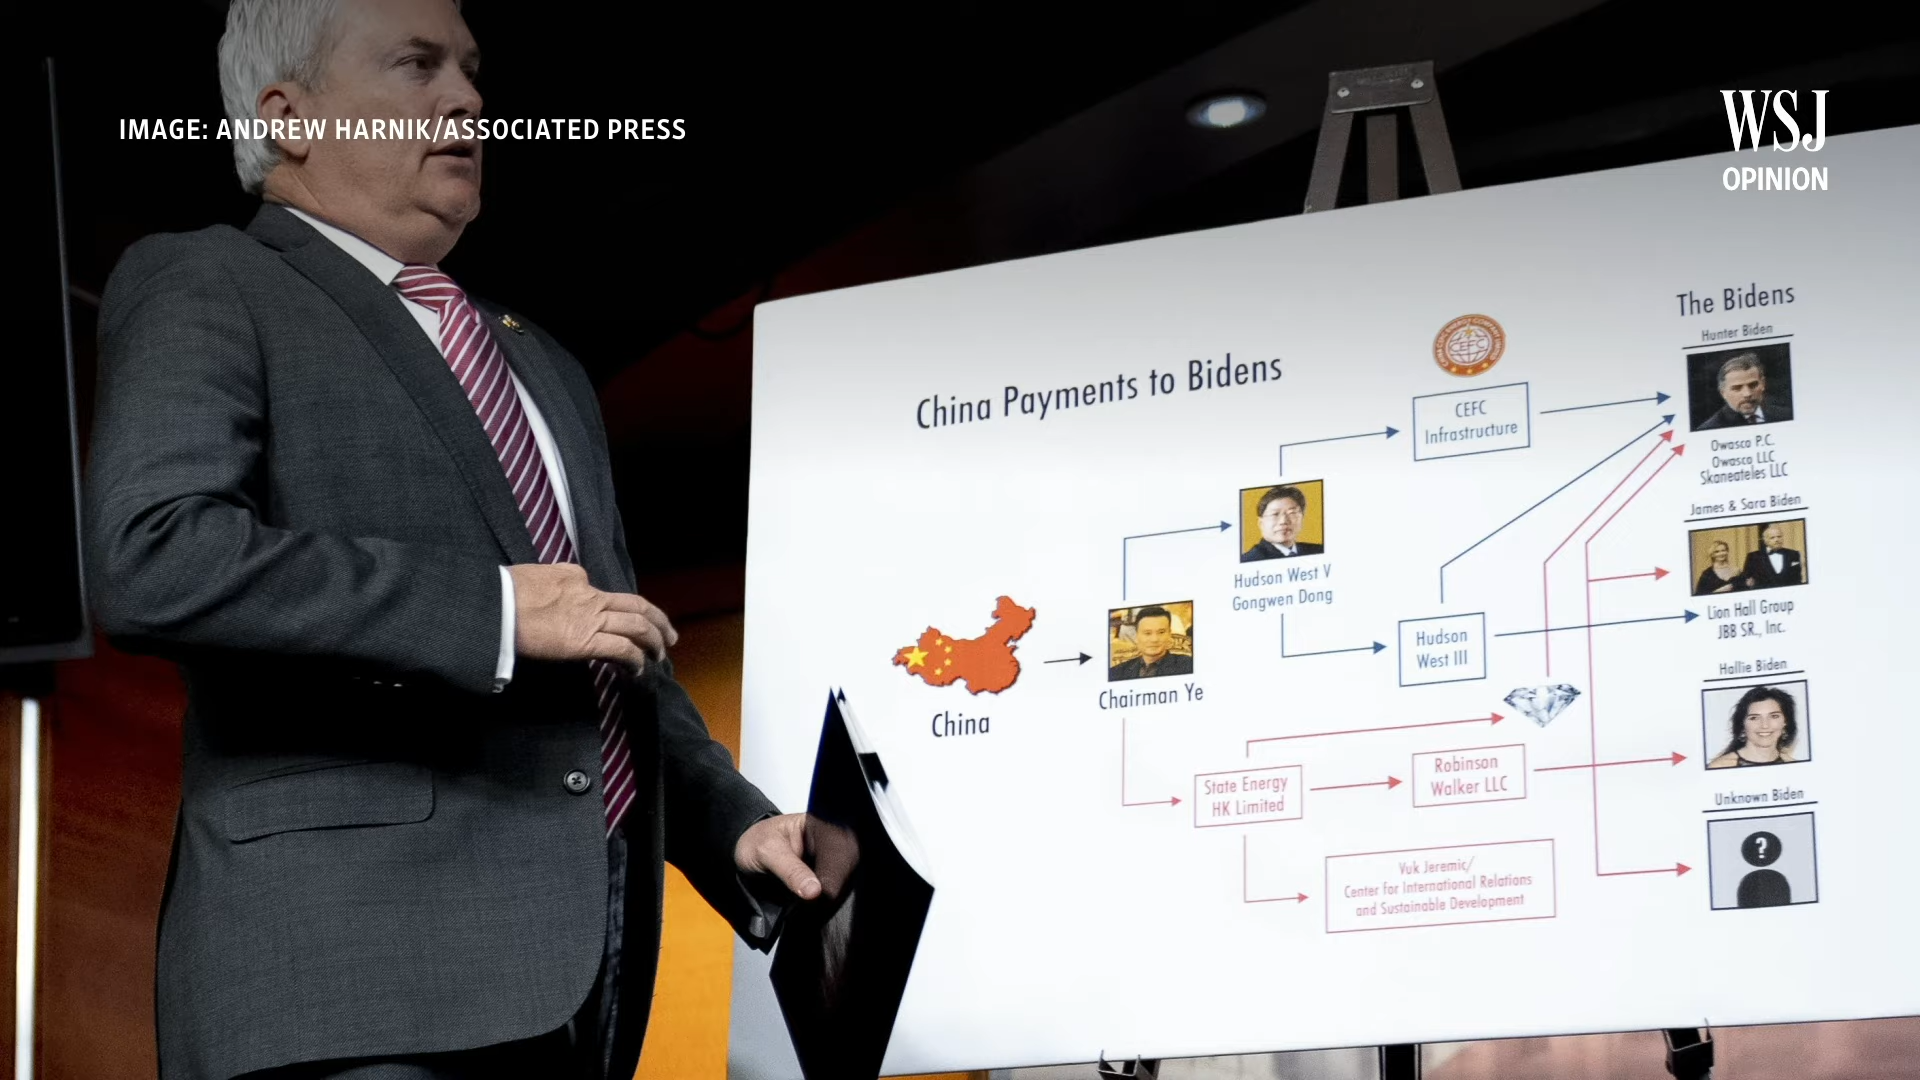 IMAGE: ANDREW HARNIK/ASSOCIATED PRESS
WSJ
OPINION
China Payments to Bidens
The Bidens
Hunter Biden
CEFC
CEFC
Infrastructure
Owasco P.C.
Owasco LLC
Skaneateles LLC
James & Sara Biden
Hudson West V
Gongwen Dong
Lion Hall Group
JBB SR., Inc.
Hudson
West III
China
Chairman Ye
Hallie Biden
State Energy
HK Limited
Robinson
Walker LLC
Unknown Biden
?
Vuk Jeremic/
Center for International Relations
and Sustainable Development